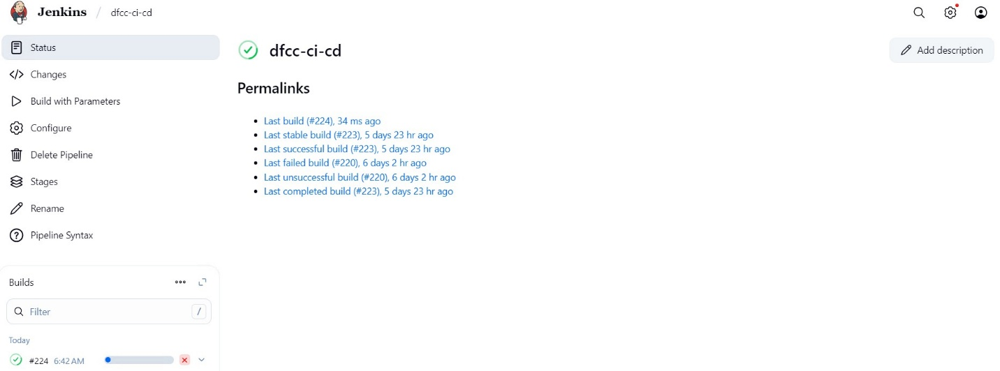 Jenkins / dfcc-ci-cd
Status
Changes
Build with Parameters
Configure
Delete Pipeline
Stages
Rename
Pipeline Syntax
Builds
Filter /
Today
#224 6:42 AM
dfcc-ci-cd
Add description
Permalinks
Last build (#224), 34 ms ago
Last stable build (#223), 5 days 23 hr ago
Last successful build (#223), 5 days 23 hr ago
Last failed build (#220), 6 days 2 hr ago
Last unsuccessful build (#220), 6 days 2 hr ago
Last completed build (#223), 5 days 23 hr ago